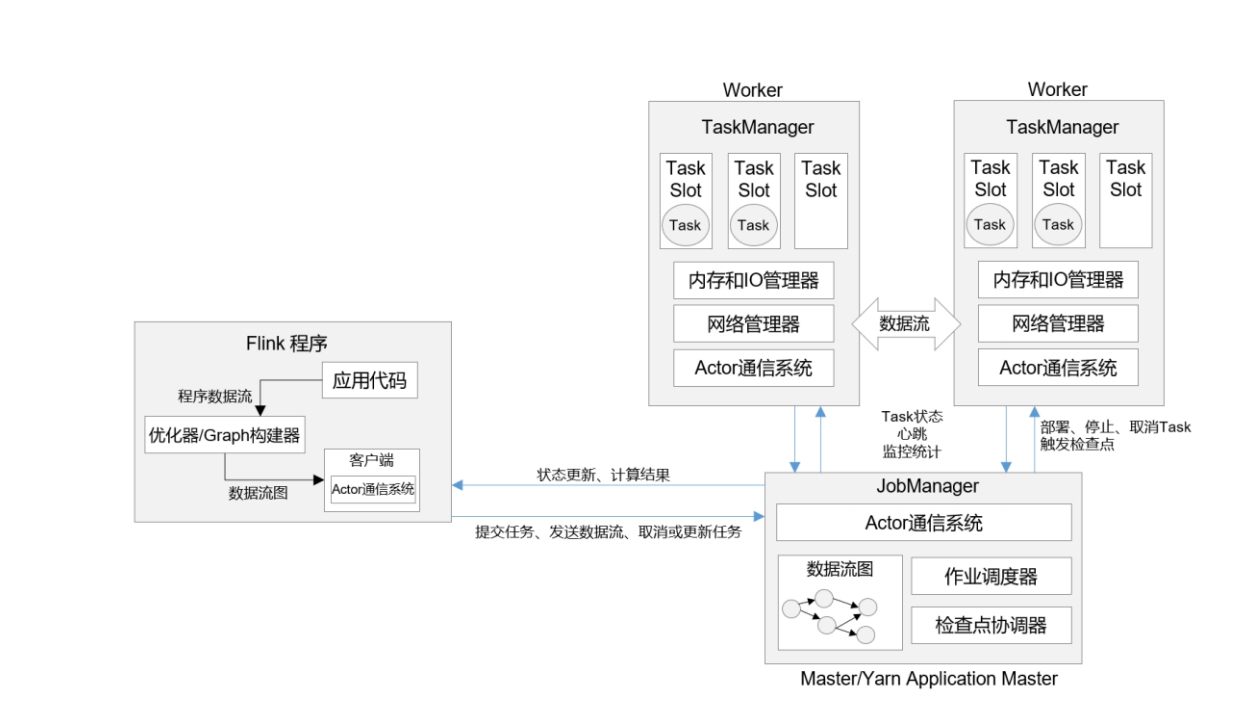 Worker
TaskManager
Task Slot
Task
Task Slot
Task
Task Slot
内存和IO管理器
网络管理器
Actor通信系统
数据流
Worker
TaskManager
Task Slot
Task
Task Slot
Task
Task Slot
内存和IO管理器
网络管理器
Actor通信系统
Flink 程序
应用代码
程序数据流
优化器/Graph构建器
数据流图
客户端
Actor通信系统
状态更新、计算结果
提交任务、发送数据流、取消或更新任务
Task状态
心跳
监控统计
部署、停止、取消Task
触发检查点
JobManager
Actor通信系统
数据流图
作业调度器
检查点协调器
Master/Yarn Application Master